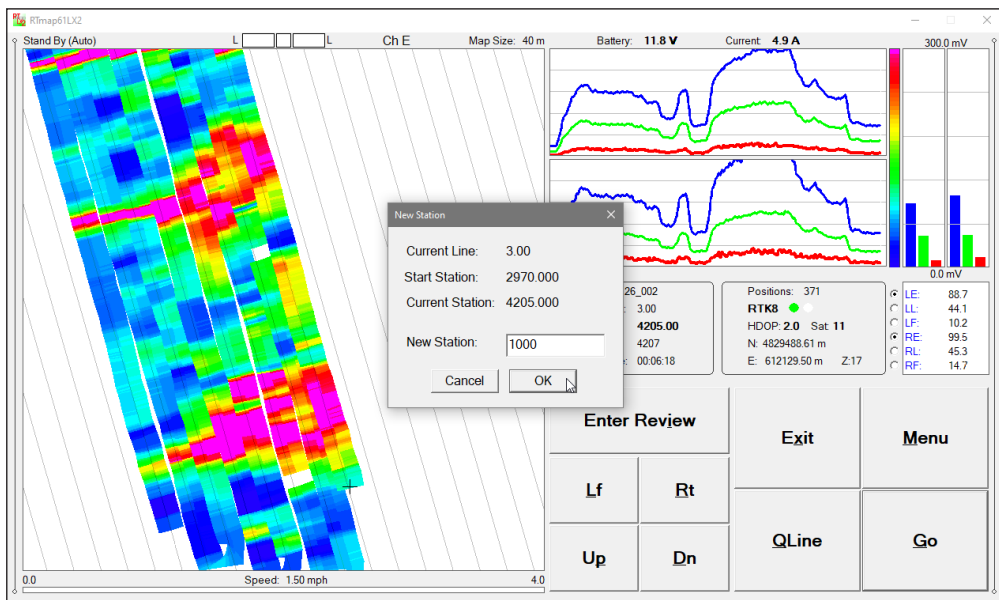 RTmap61LX2
Stand By (Auto) L L Ch E Map Size: 40 m Battery: 11.8 V Current: 4.9 A 300.0 mV
New Station
Current Line: 3.00
Start Station: 2970.000
Current Station: 4205.000
New Station: 1000
Cancel OK
0.0 mV
26_002
3.00
4205.00
4207
00:06:18
Positions: 371
RTK8
HDOP: 2.0 Sat: 11
N: 4829488.61 m
E: 612129.50 m Z:17
LE: 88.7
LL: 44.1
LF: 10.2
RE: 99.5
RL: 45.3
RF: 14.7
Enter Review
Exit
Menu
Lf
Rt
Up
Dn
QLine
Go
0.0 Speed: 1.50 mph 4.0